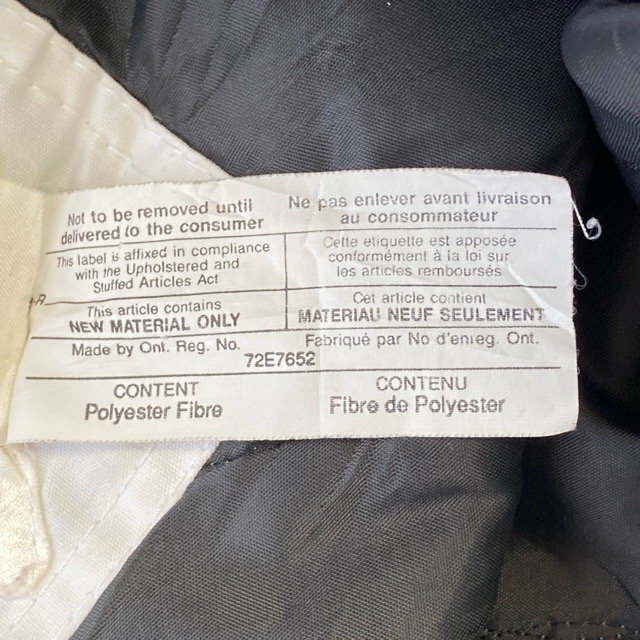 Not to be removed until
delivered to the consumer
Ne pas enlever avant livraison
au consommateur
This label is affixed in compliance
with the Upholstered and
Stuffed Articles Act
Cette etiquette est apposée
conformément à la loi sur
les articles remboursés
This article contains
NEW MATERIAL ONLY
Cet article contient
MATERIAU NEUF SEULEMENT
Made by Ont. Reg. No.
Fabriqué par No d'enreg. Ont.
72E7652
CONTENT
Polyester Fibre
CONTENU
Fibre de Polyester